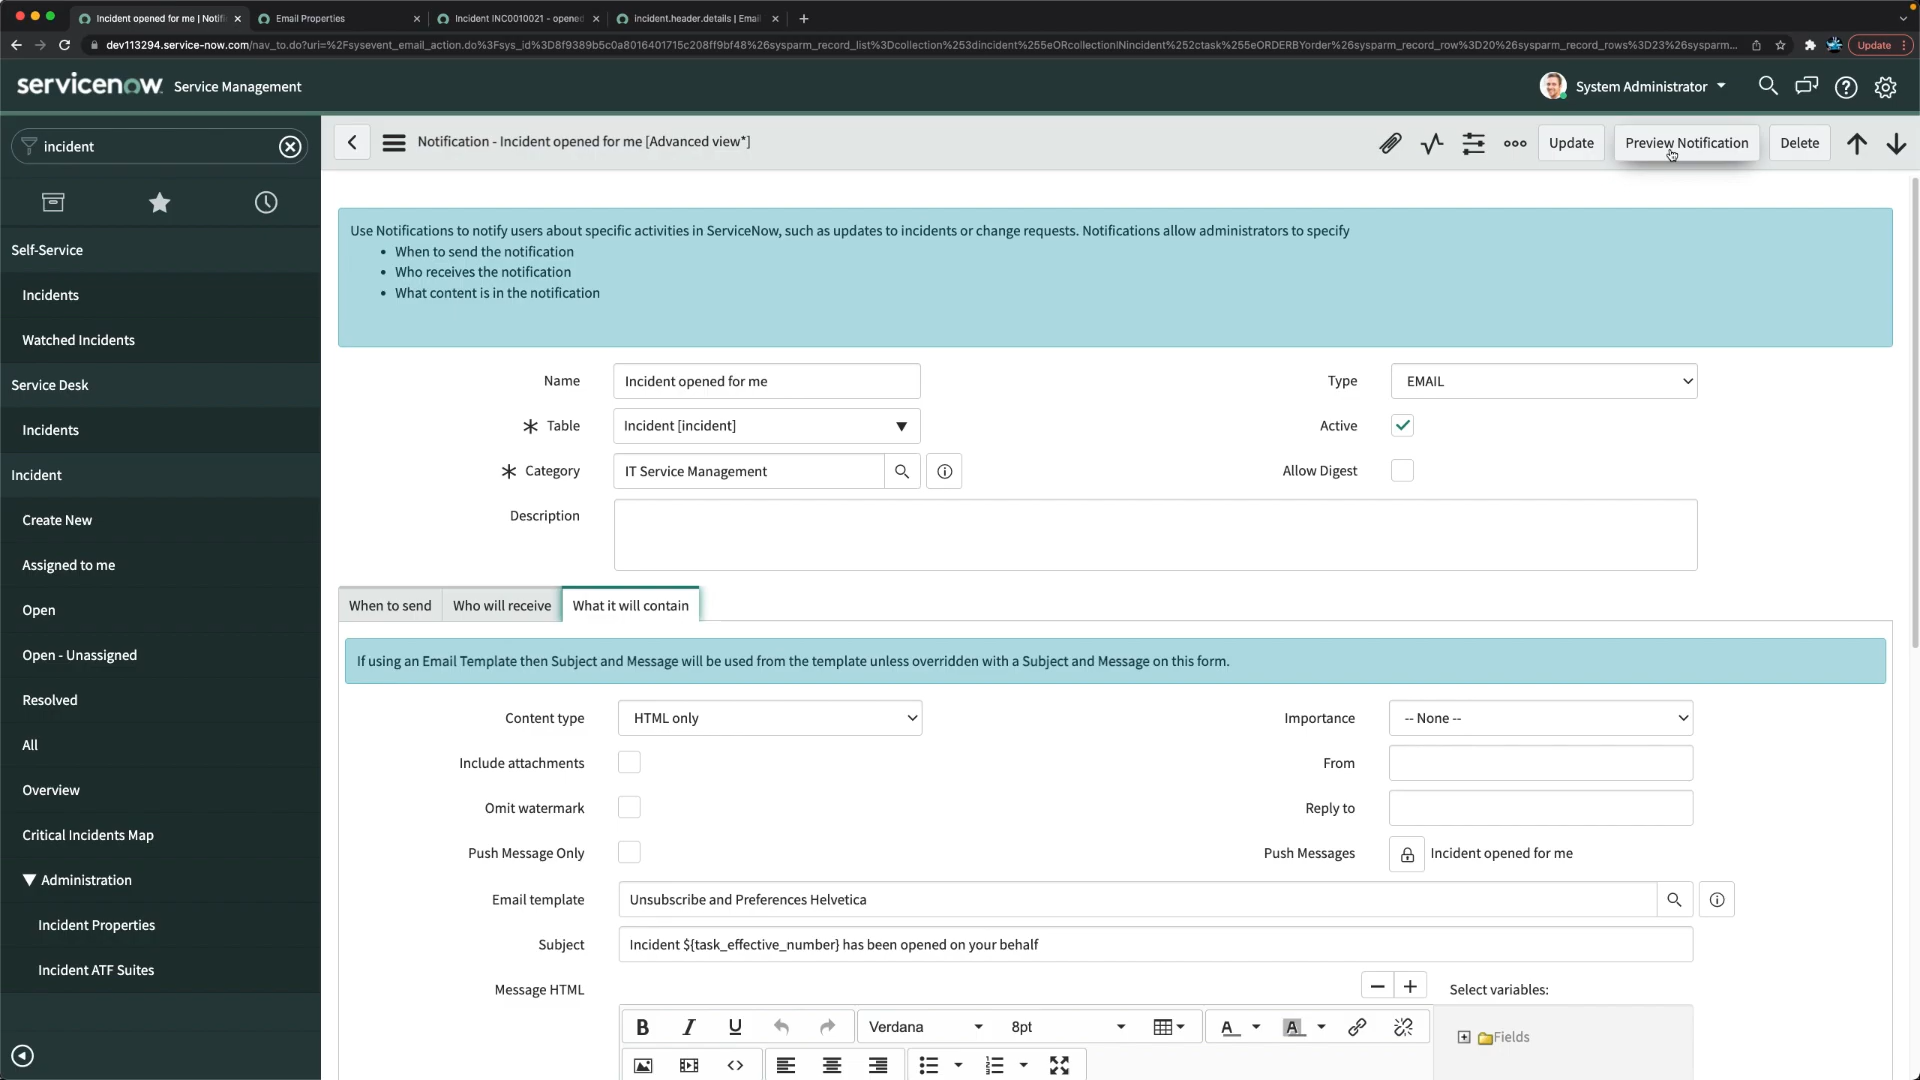 Incident opened for me | Notifi
Email Properties
Incident INC0010021 - opened
incident.header.details | Email
dev113294.service-now.com/nav_to.do?uri=%2Fsysevent_email_action.do%3Fsys_id%3D8f9389b5c0a8016401715c208ff9bf48%26sysparm_record_list%3Dcollection%253dincident%255eORcollectionINincident%252ctask%255eORDERBYorder%26sysparm_record_row%3D20%26sysparm_record_rows%3D23%26sysparm...
Update
servicenow Service Management
System Administrator
incident
Notification - Incident opened for me [Advanced view*]
Update
Preview Notification
Delete
Self-Service
Incidents
Watched Incidents
Service Desk
Incidents
Incident
Create New
Assigned to me
Open
Open - Unassigned
Resolved
All
Overview
Critical Incidents Map
Administration
Incident Properties
Incident ATF Suites
Use Notifications to notify users about specific activities in ServiceNow, such as updates to incidents or change requests. Notifications allow administrators to specify
• When to send the notification
• Who receives the notification
• What content is in the notification
Name Incident opened for me
Type EMAIL
Table Incident [incident]
Active
Category IT Service Management
Allow Digest
Description
When to send Who will receive What it will contain
If using an Email Template then Subject and Message will be used from the template unless overridden with a Subject and Message on this form.
Content type HTML only
Importance -- None --
Include attachments
From
Omit watermark
Reply to
Push Message Only
Push Messages Incident opened for me
Email template Unsubscribe and Preferences Helvetica
Subject Incident ${task_effective_number} has been opened on your behalf
Message HTML
Select variables:
B I U Verdana 8pt A A
Fields